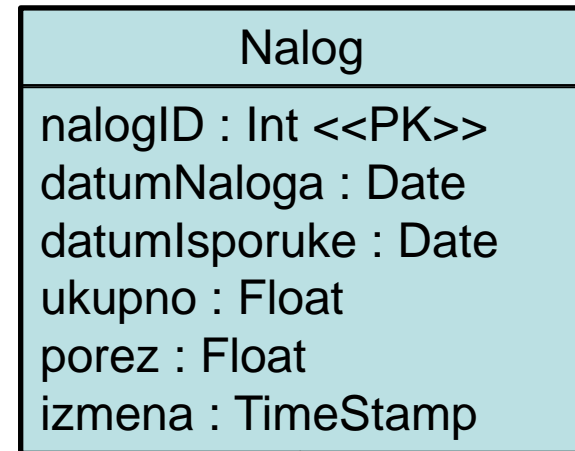 Nalog
nalogID : Int <<PK>>
datumNaloga : Date
datumIsporuke : Date
ukupno : Float
porez : Float
izmena : TimeStamp